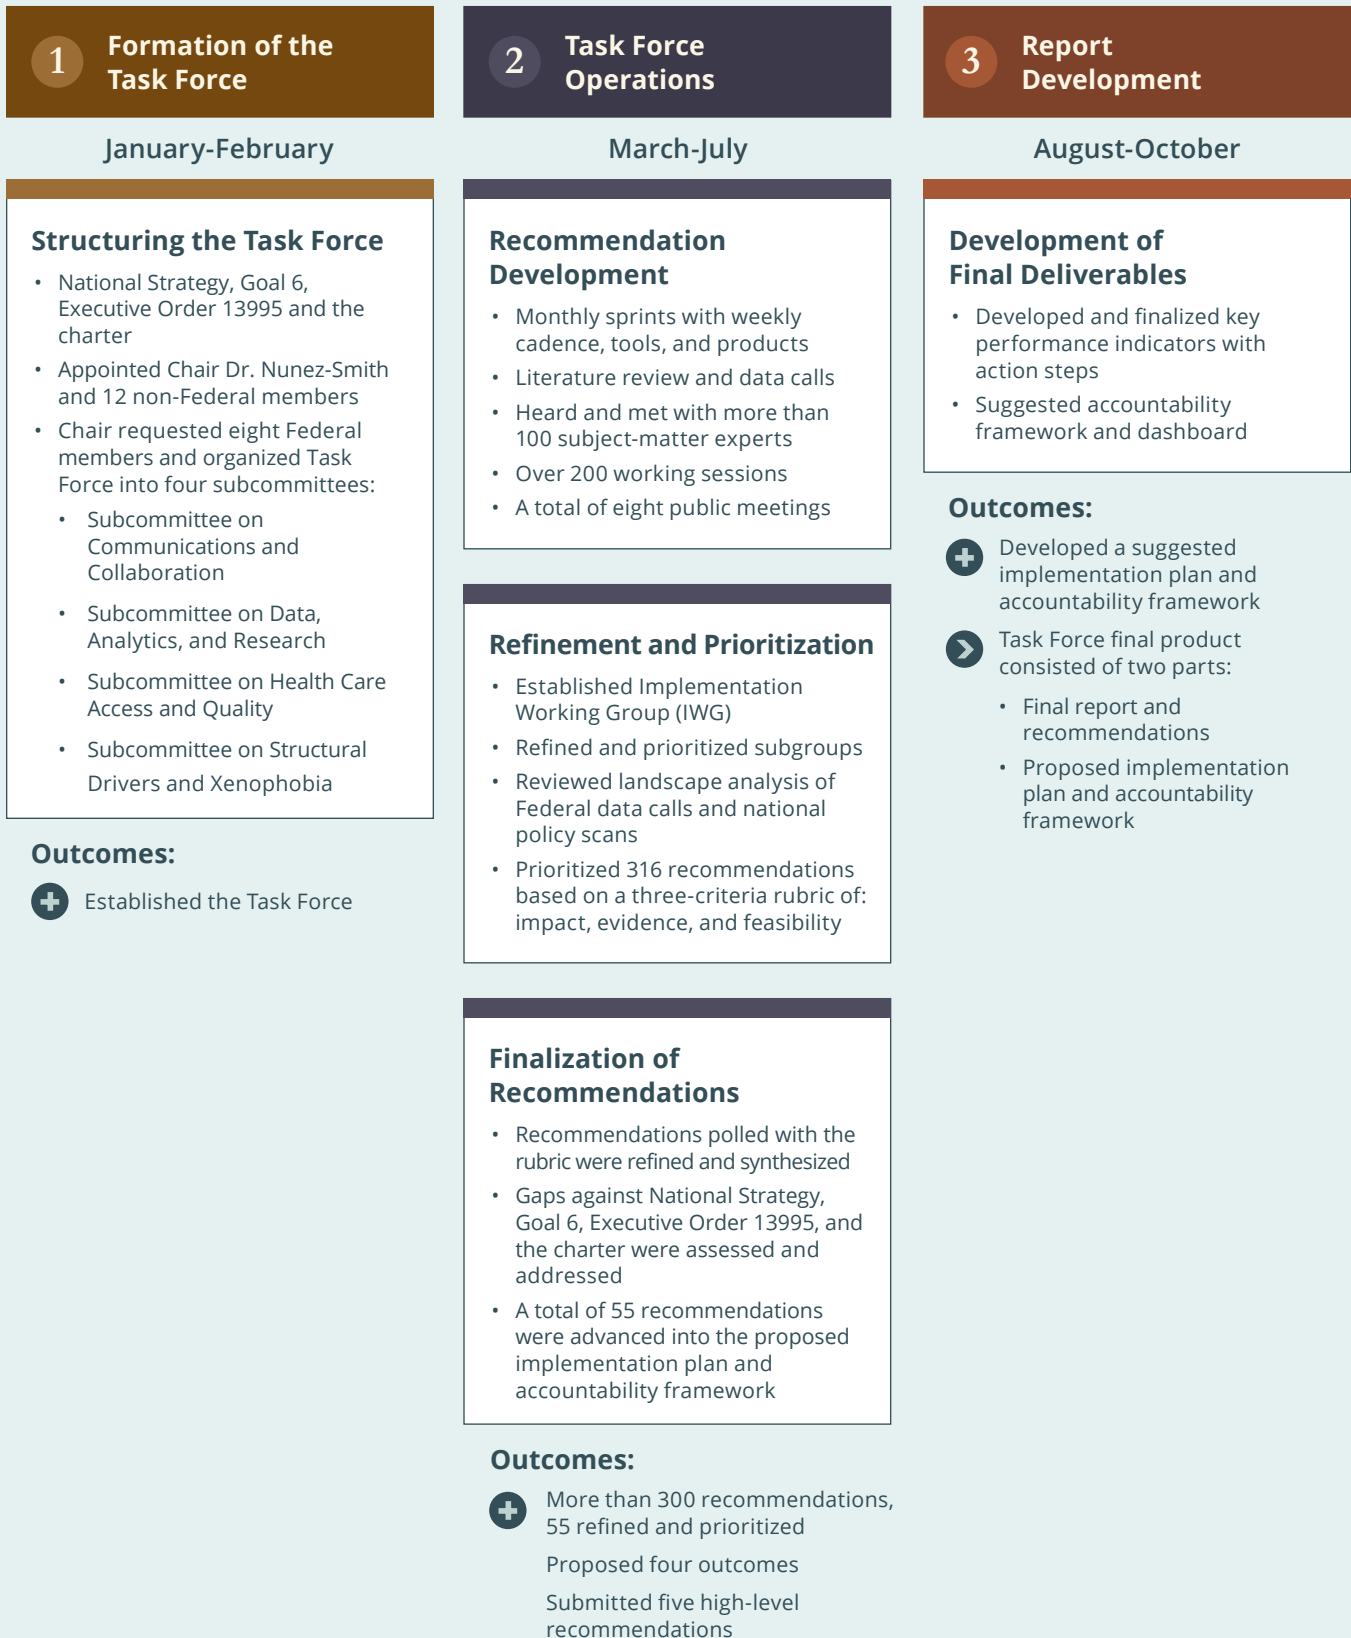 1
Formation of the
Task Force
January-February
Structuring the Task Force
• National Strategy, Goal 6,
Executive Order 13995 and the
charter
• Appointed Chair Dr. Nunez-Smith
and 12 non-Federal members
• Chair requested eight Federal
members and organized Task
Force into four subcommittees:
• Subcommittee on
Communications and
Collaboration
• Subcommittee on Data,
Analytics, and Research
• Subcommittee on Health Care
Access and Quality
• Subcommittee on Structural
Drivers and Xenophobia
Outcomes:
Established the Task Force
2
Task Force
Operations
March-July
Recommendation
Development
• Monthly sprints with weekly
cadence, tools, and products
• Literature review and data calls
• Heard and met with more than
100 subject-matter experts
• Over 200 working sessions
• A total of eight public meetings
Refinement and Prioritization
• Established Implementation
Working Group (IWG)
• Refined and prioritized subgroups
• Reviewed landscape analysis of
Federal data calls and national
policy scans
• Prioritized 316 recommendations
based on a three-criteria rubric of:
impact, evidence, and feasibility
Finalization of
Recommendations
• Recommendations polled with the
rubric were refined and synthesized
• Gaps against National Strategy,
Goal 6, Executive Order 13995, and
the charter were assessed and
addressed
• A total of 55 recommendations
were advanced into the proposed
implementation plan and
accountability framework
Outcomes:
More than 300 recommendations,
55 refined and prioritized
Proposed four outcomes
Submitted five high-level
recommendations
3
Report
Development
August-October
Development of
Final Deliverables
• Developed and finalized key
performance indicators with
action steps
• Suggested accountability
framework and dashboard
Outcomes:
Developed a suggested
implementation plan and
accountability framework
Task Force final product
consisted of two parts:
• Final report and
recommendations
• Proposed implementation
plan and accountability
framework